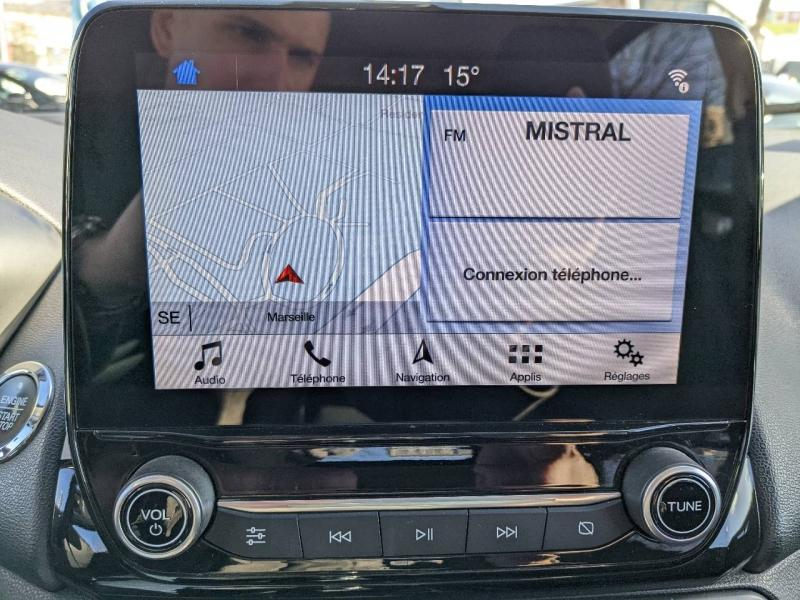 14:17 15°
FM MISTRAL
Connexion téléphone...
SE
Marseille
Audio Téléphone Navigation Applis Réglages
ENGINE
START
STOP
VOL
TUNE